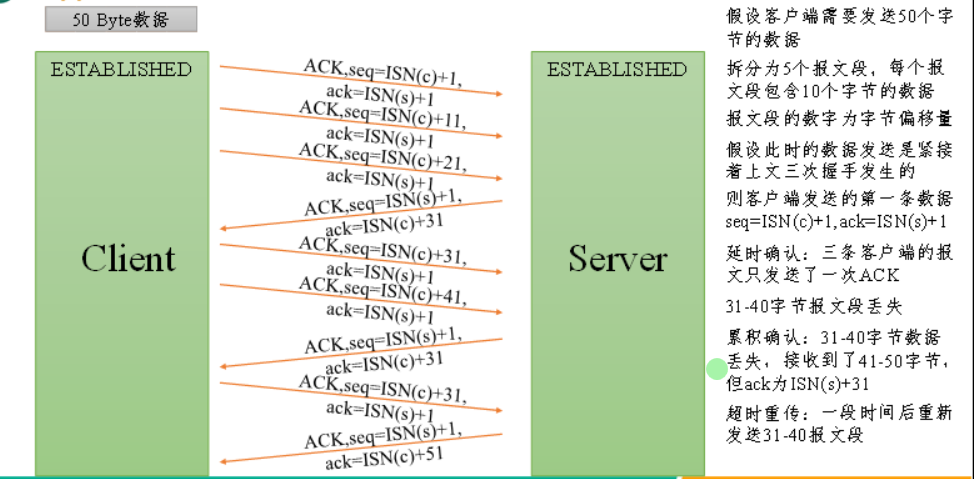 50 Byte数据
ESTABLISHED
Client
ACK,seq=ISN(c)+1,
ack=ISN(s)+1
ACK,seq=ISN(c)+11,
ack=ISN(s)+1
ACK,seq=ISN(c)+21,
ack=ISN(s)+1
ACK,seq=ISN(s)+1,
ack=ISN(c)+31
ACK,seq=ISN(c)+31,
ack=ISN(s)+1
ACK,seq=ISN(c)+41,
ack=ISN(s)+1
ACK,seq=ISN(s)+1,
ack=ISN(c)+31
ACK,seq=ISN(c)+31,
ack=ISN(s)+1
ACK,seq=ISN(s)+1,
ack=ISN(c)+51
ESTABLISHED
Server
假设客户端需要发送50个字
节的数据
拆分为5个报文段，每个报
文段包含10个字节的数据
报文段的数字为字节偏移量
假设此时的数据发送是紧接
着上文三次握手发生的
则客户端发送的第一条数据
seq=ISN(c)+1,ack=ISN(s)+1
延时确认：三条客户端的报
文只发送了一次ACK
31-40字节报文段丢失
累积确认：31-40字节数据
丢失，接收到了41-50字节，
但ack为ISN(s)+31
超时重传：一段时间后重新
发送31-40报文段